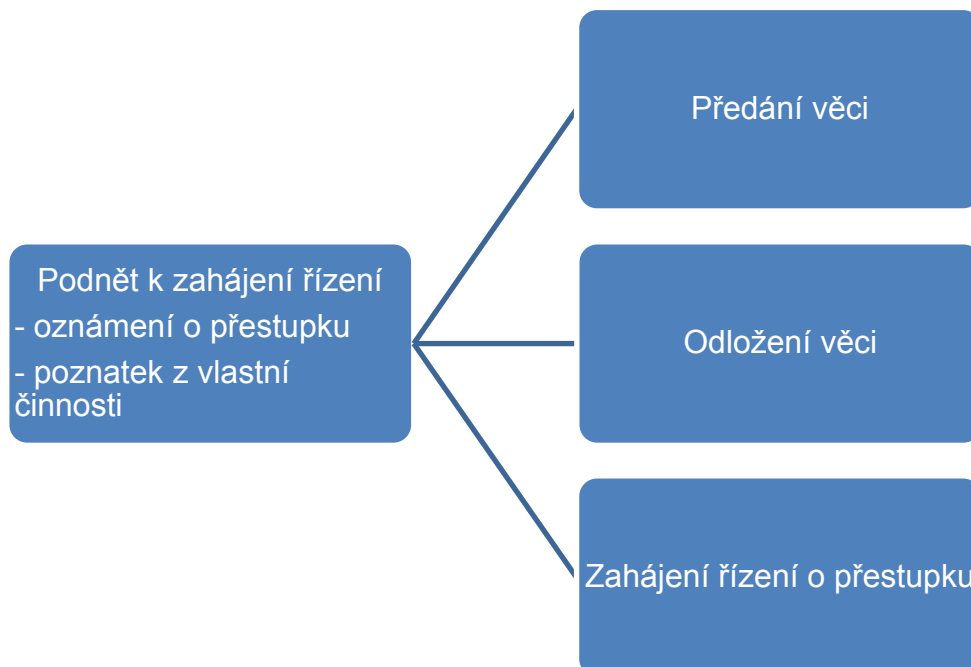 Předání věci
Podnět k zahájení řízení
- oznámení o přestupku
- poznatek z vlastní
činnosti
Odložení věci
Zahájení řízení o přestupku